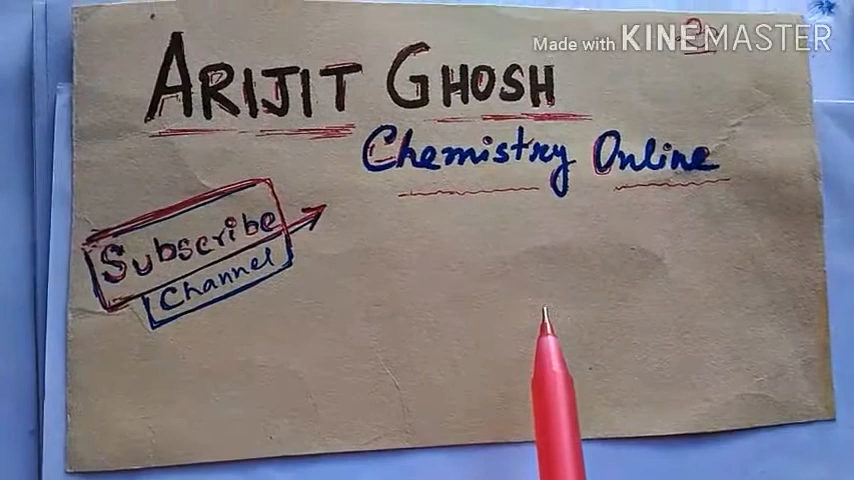 Made with KINEMASTER
ARIJIT GHOSH
Chemistry Online
Subscribe
Channel